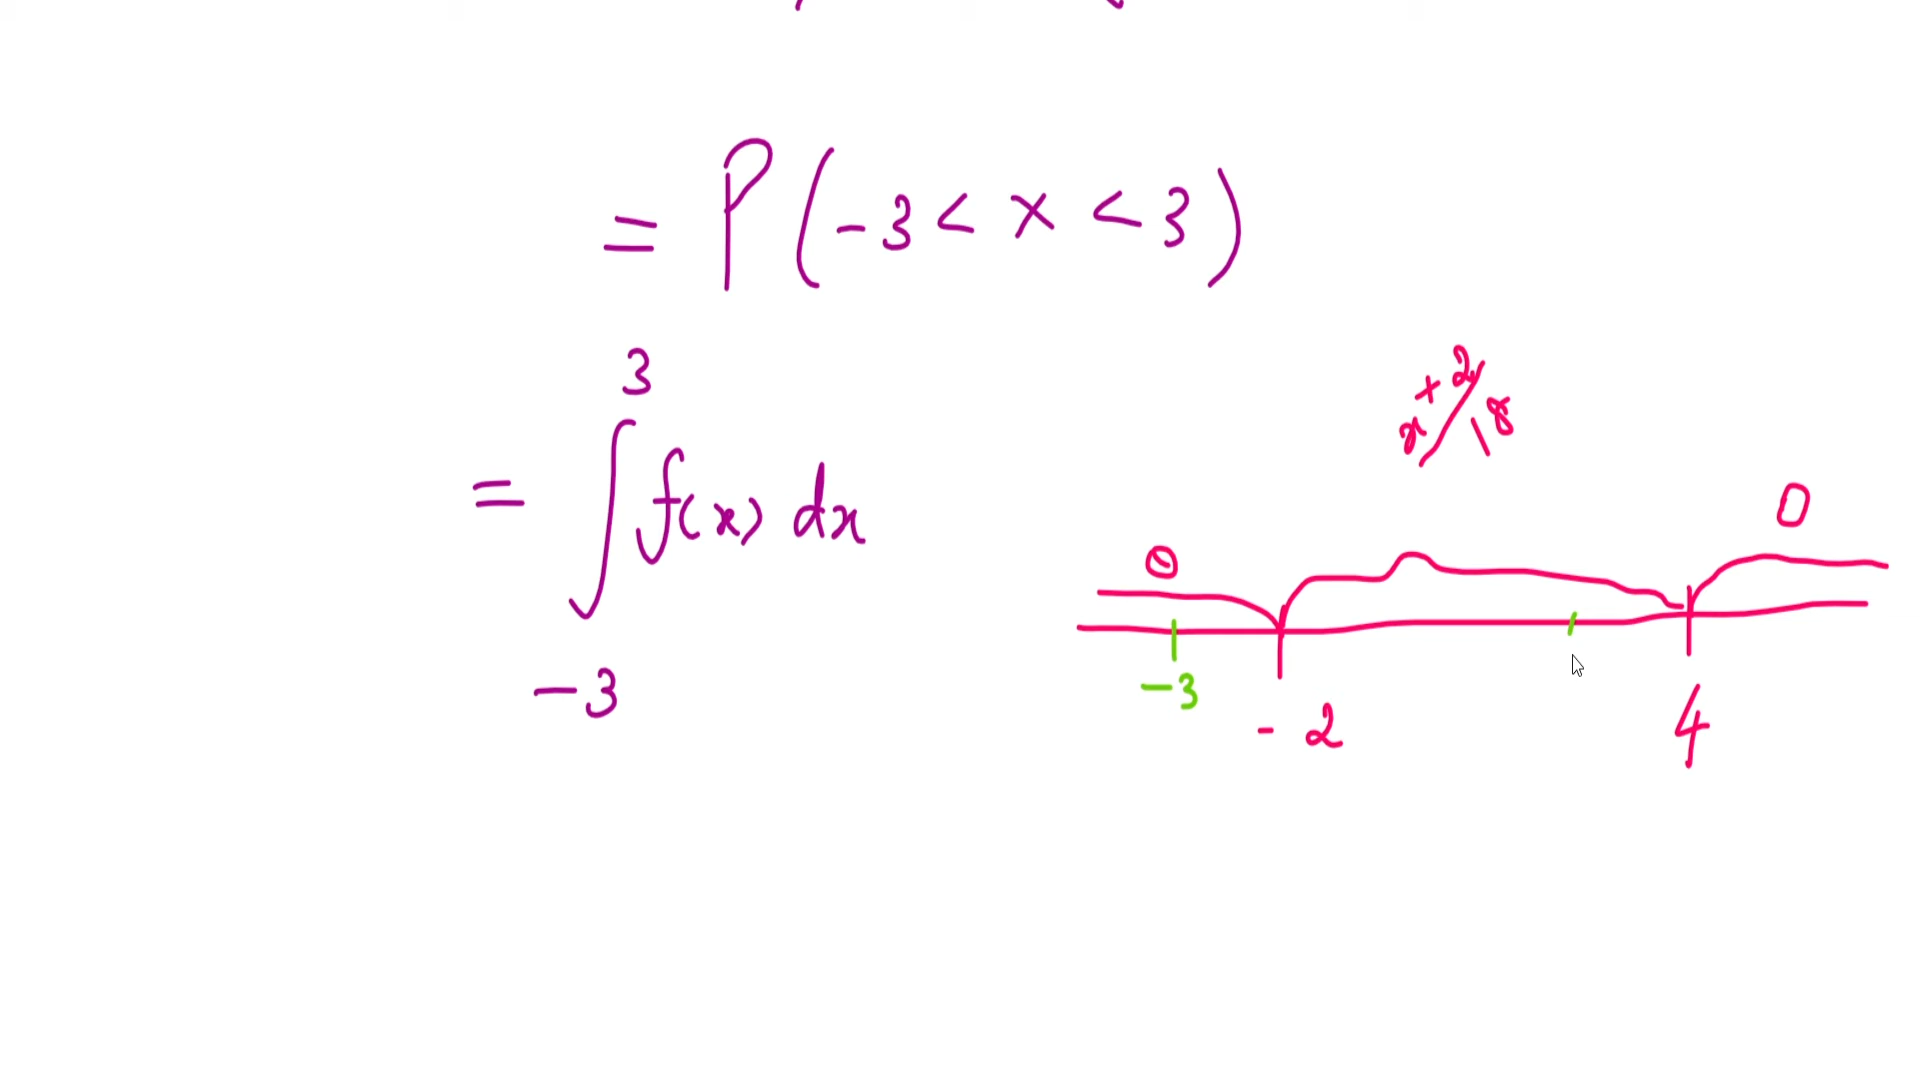 = P(-3 < x < 3)
3
= ∫ f(x) dx
-3
x+2/18
0 0
-3
-2 4